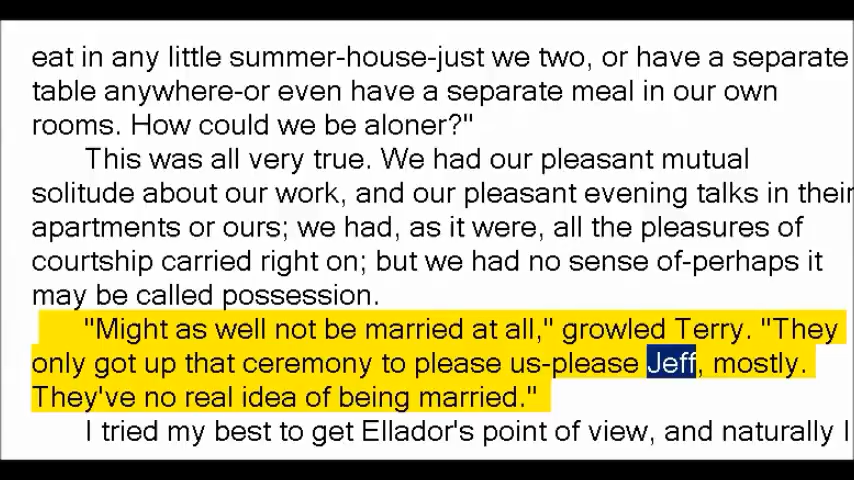 eat in any little summer-house-just we two, or have a separate
table anywhere-or even have a separate meal in our own
rooms. How could we be aloner?"
This was all very true. We had our pleasant mutual
solitude about our work, and our pleasant evening talks in their
apartments or ours; we had, as it were, all the pleasures of
courtship carried right on; but we had no sense of-perhaps it
may be called possession.
"Might as well not be married at all," growled Terry. "They
only got up that ceremony to please us-please Jeff, mostly.
They've no real idea of being married."
I tried my best to get Ellador's point of view, and naturally I